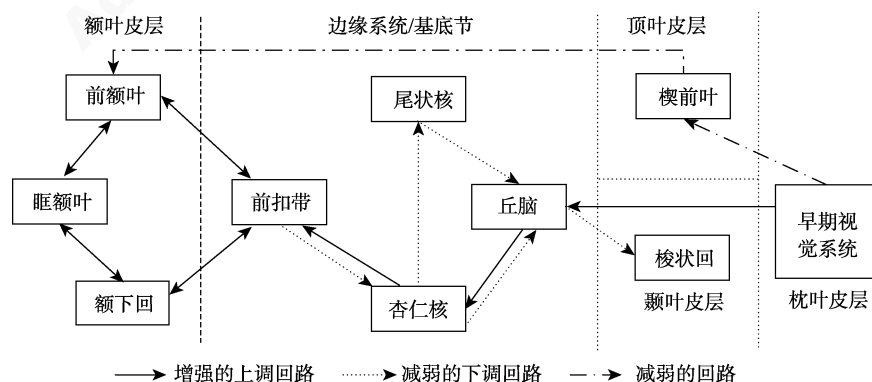 额叶皮层
边缘系统/基底节
顶叶皮层
前额叶
尾状核
楔前叶
眶额叶
前扣带
丘脑
早期视
觉系统
梭状回
额下回
杏仁核
颞叶皮层
枕叶皮层
增强的上调回路
减弱的下调回路
减弱的回路